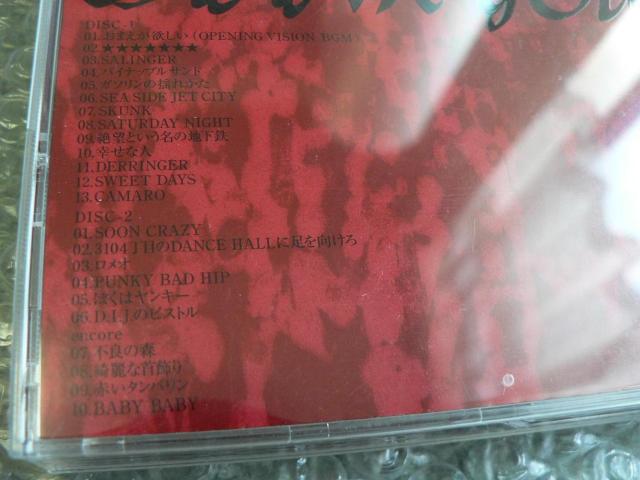 DISC-1
01.おまえが欲しい (OPENING VISION BGM)
02.★★★★★★★
03.SALINGER
04.パイナップルサンド
05.ガソリンの揺れかた
06.SEA SIDE JET CITY
07.SKUNK
08.SATURDAY NIGHT
09.絶望という名の地下鉄
10.幸せな人
11.DERRINGER
12.SWEET DAYS
13.CAMARO
DISC-2
01.SOON CRAZY
02.3104丁目のDANCE HALLに足を向けろ
03.ロメオ
04.PUNKY BAD HIP
05.ぼくはヤンキー
06.D.I.J.のピストル
encore
07.不良の森
08.綺麗な首飾り
09.赤いタンバリン
10.BABY BABY